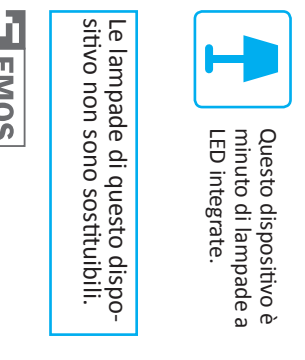 Questo dispositivo è
minuto di lampade a
LED integrate.
Le lampade di questo dispo-
sitivo non sono sostituibili.
EMOS